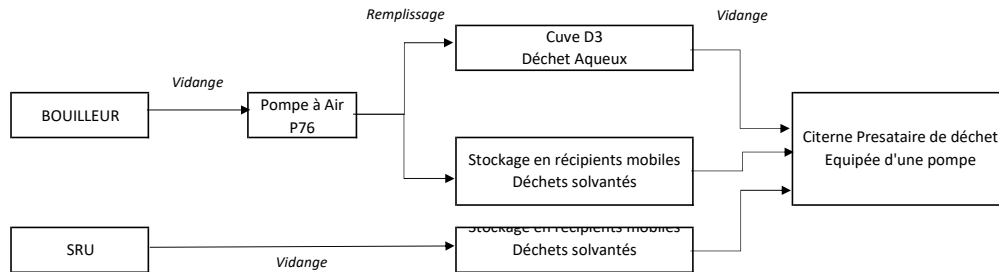 Remplissage
Vidange
Cuve D3
Déchet Aqueux
Vidange
BOUILLEUR
Pompe à Air
P76
Citerne Presataire de déchet
Equipée d'une pompe
Stockage en récipients mobiles
Déchets solvantés
SRU
Vidange
Stockage en récipients mobiles
Déchets solvantés